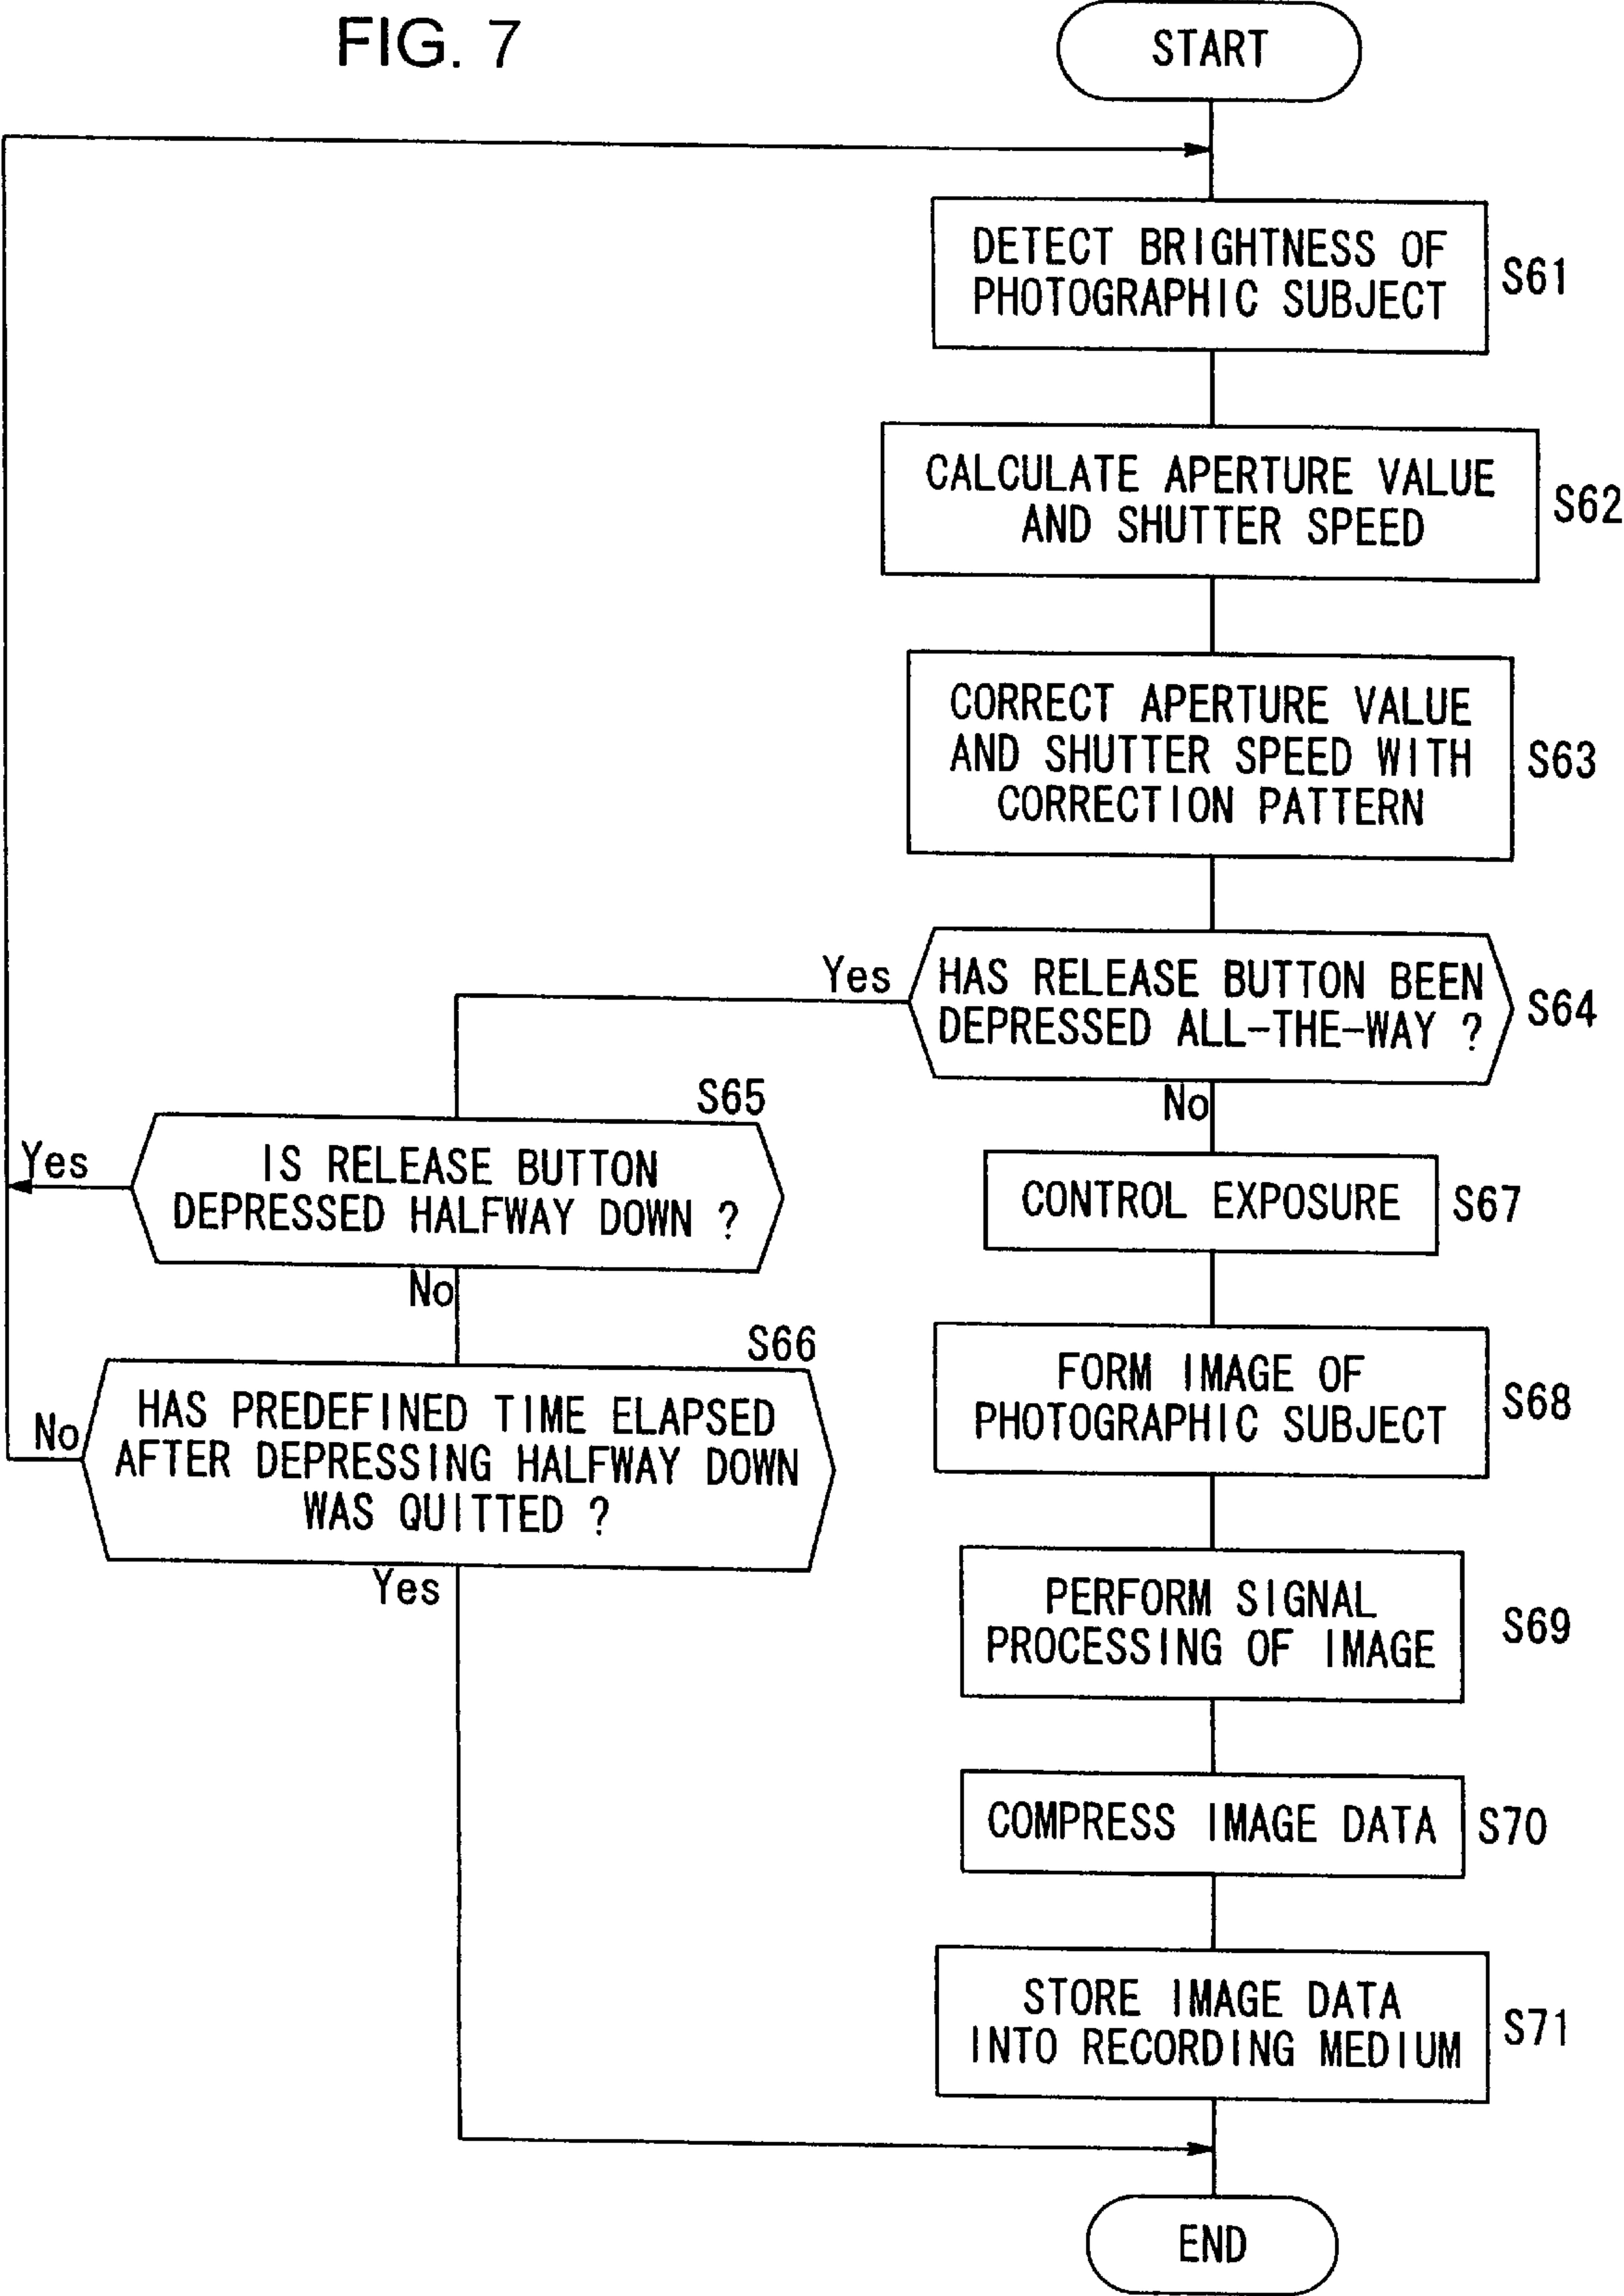 FIG. 7
START
DETECT BRIGHTNESS OF
PHOTOGRAPHIC SUBJECT
S61
CALCULATE APERTURE VALUE
AND SHUTTER SPEED
S62
CORRECT APERTURE VALUE
AND SHUTTER SPEED WITH
CORRECTION PATTERN
S63
HAS RELEASE BUTTON BEEN
DEPRESSED ALL-THE-WAY ?
S64
Yes
No
S65
IS RELEASE BUTTON
DEPRESSED HALFWAY DOWN ?
Yes
No
S66
HAS PREDEFINED TIME ELAPSED
AFTER DEPRESSING HALFWAY DOWN
WAS QUITTED ?
No
Yes
CONTROL EXPOSURE
S67
FORM IMAGE OF
PHOTOGRAPHIC SUBJECT
S68
PERFORM SIGNAL
PROCESSING OF IMAGE
S69
COMPRESS IMAGE DATA
S70
STORE IMAGE DATA
INTO RECORDING MEDIUM
S71
END